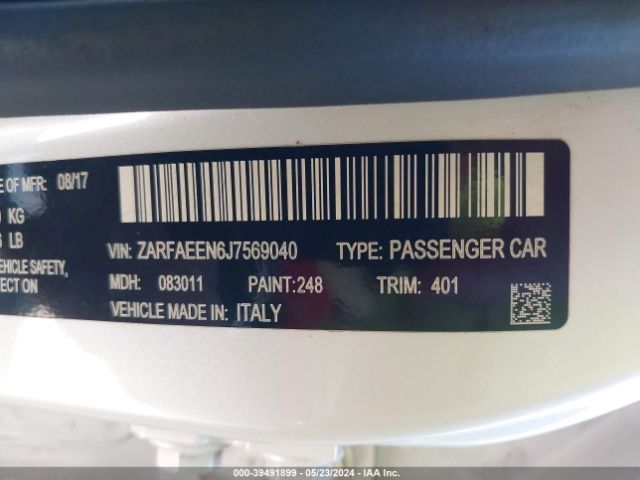 E OF MFR: 08/17
KG
LB
VIN: ZARFAEEN6J7569040 TYPE: PASSENGER CAR
EHICLE SAFETY,
MDH: 083011 PAINT:248 TRIM: 401
ECT ON
VEHICLE MADE IN: ITALY
000-39491899 - 05/23/2024 - IAA Inc.